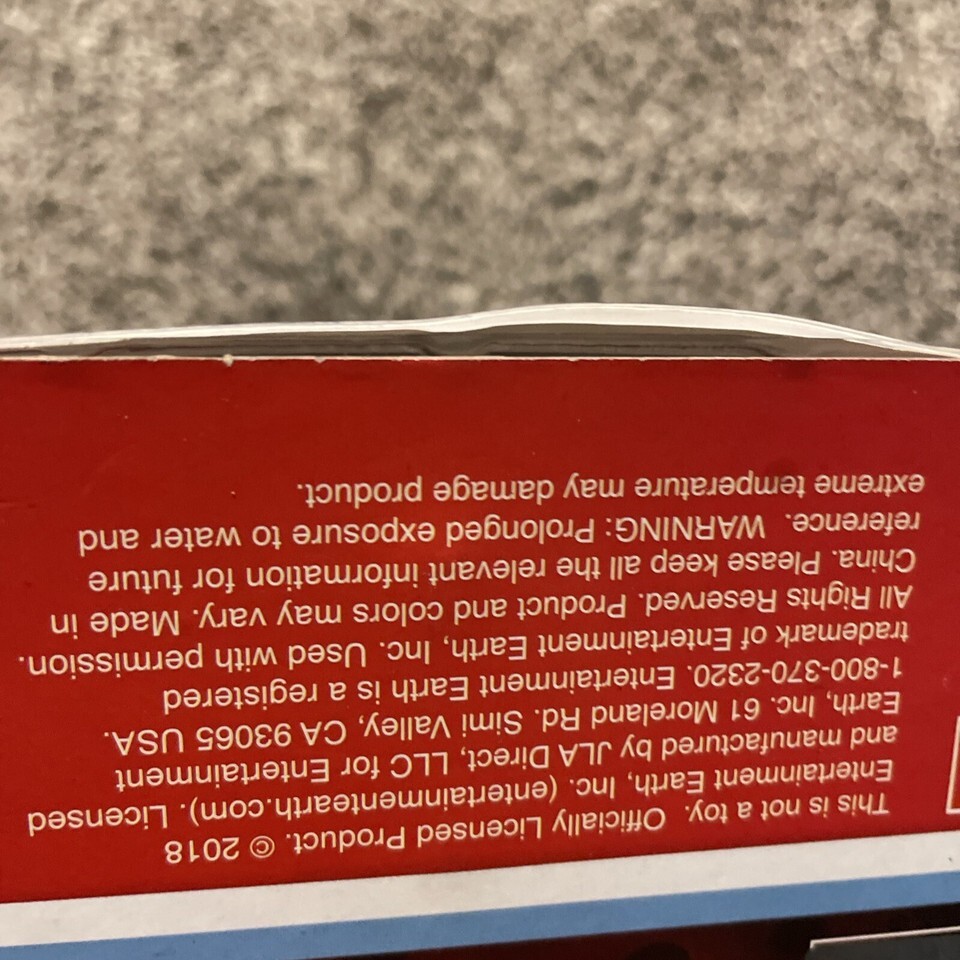 This is not a toy. Officially Licensed Product. © 2018
Entertainment Earth, Inc. (entertainmentearth.com). Licensed
and manufactured by JLA Direct, LLC for Entertainment
Earth, Inc. 61 Moreland Rd. Simi Valley, CA 93065 USA.
1-800-370-2320. Entertainment Earth is a registered
trademark of Entertainment Earth, Inc. Used with permission.
All Rights Reserved. Product and colors may vary. Made in
China. Please keep all the relevant information for future
reference. WARNING: Prolonged exposure to water and
extreme temperature may damage product.